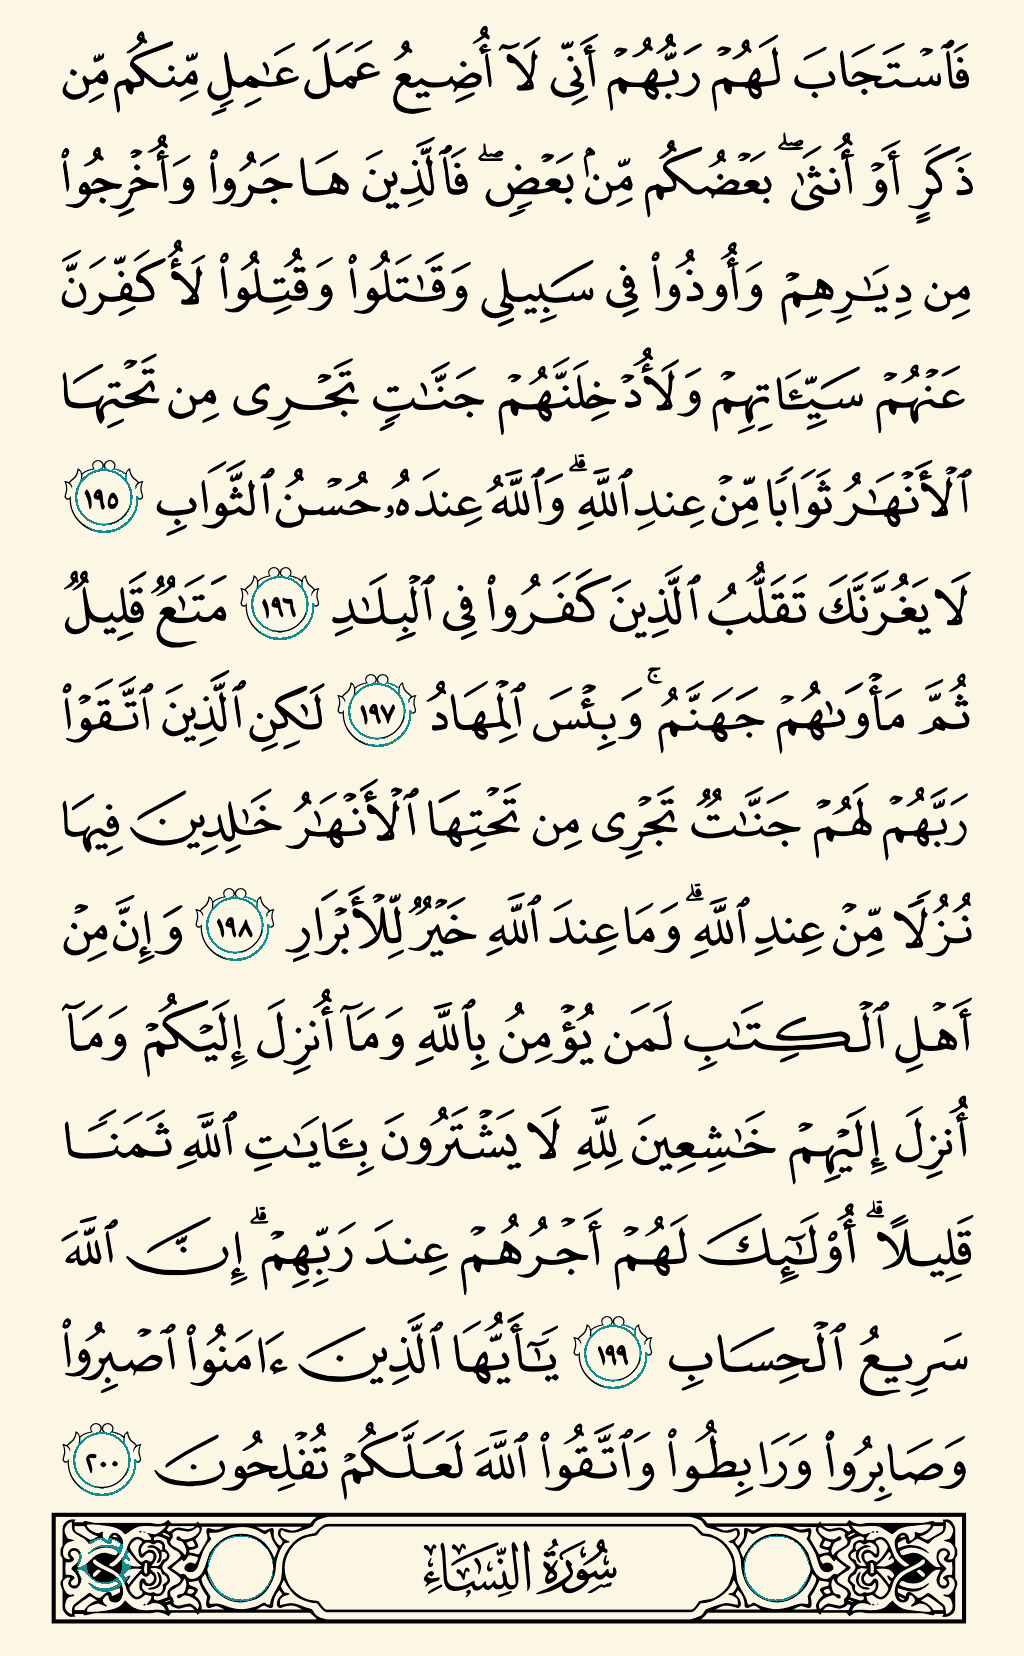 فَٱسْتَجَابَ لَهُمْ رَبُّهُمْ أَنِّى لَآ أُضِيعُ عَمَلَ عَٰمِلٍ مِّنكُم مِّن
ذَكَرٍ أَوْ أُنثَىٰ ۖ بَعْضُكُم مِّنۢ بَعْضٍ ۖ فَٱلَّذِينَ هَاجَرُوا۟ وَأُخْرِجُوا۟
مِن دِيَٰرِهِمْ وَأُوذُوا۟ فِى سَبِيلِى وَقَٰتَلُوا۟ وَقُتِلُوا۟ لَأُكَفِّرَنَّ
عَنْهُمْ سَيِّـَٔاتِهِمْ وَلَأُدْخِلَنَّهُمْ جَنَّٰتٍ تَجْرِى مِن تَحْتِهَا
ٱلْأَنْهَٰرُ ثَوَابًا مِّنْ عِندِ ٱللَّهِ ۗ وَٱللَّهُ عِندَهُۥ حُسْنُ ٱلثَّوَابِ ١٩٥
لَا يَغُرَّنَّكَ تَقَلُّبُ ٱلَّذِينَ كَفَرُوا۟ فِى ٱلْبِلَٰدِ ١٩٦ مَتَٰعٌ قَلِيلٌ
ثُمَّ مَأْوَىٰهُمْ جَهَنَّمُ ۚ وَبِئْسَ ٱلْمِهَادُ ١٩٧ لَٰكِنِ ٱلَّذِينَ ٱتَّقَوْا۟
رَبَّهُمْ لَهُمْ جَنَّٰتٌ تَجْرِى مِن تَحْتِهَا ٱلْأَنْهَٰرُ خَٰلِدِينَ فِيهَا
نُزُلًا مِّنْ عِندِ ٱللَّهِ ۗ وَمَا عِندَ ٱللَّهِ خَيْرٌ لِّلْأَبْرَارِ ١٩٨ وَإِنَّ مِنْ
أَهْلِ ٱلْكِتَٰبِ لَمَن يُؤْمِنُ بِٱللَّهِ وَمَآ أُنزِلَ إِلَيْكُمْ وَمَآ
أُنزِلَ إِلَيْهِمْ خَٰشِعِينَ لِلَّهِ لَا يَشْتَرُونَ بِـَٔايَٰتِ ٱللَّهِ ثَمَنًا
قَلِيلًا ۗ أُو۟لَٰٓئِكَ لَهُمْ أَجْرُهُمْ عِندَ رَبِّهِمْ ۗ إِنَّ ٱللَّهَ
سَرِيعُ ٱلْحِسَابِ ١٩٩ يَٰٓأَيُّهَا ٱلَّذِينَ ءَامَنُوا۟ ٱصْبِرُوا۟
وَصَابِرُوا۟ وَرَابِطُوا۟ وَٱتَّقُوا۟ ٱللَّهَ لَعَلَّكُمْ تُفْلِحُونَ ٢٠٠
سُورَةُ النِّسَاءِ